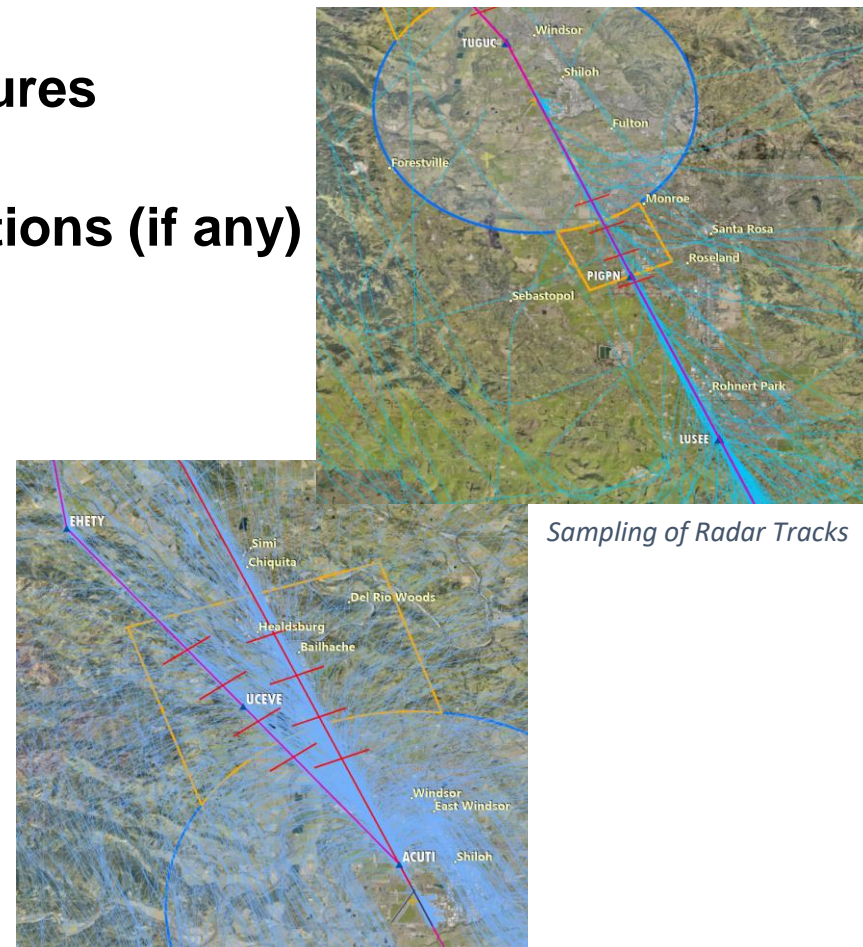 ures
tions (if any)
TUGUC
Windsor
Shiloh
Fulton
Forestville
Monroe
Santa Rosa
Roseland
PIGPN
Sebastopol
Rohnert Park
LUSEE
Sampling of Radar Tracks
EHETY
Simi
Chiquita
Del Rio Woods
Healdsburg
Bailhache
UCEVE
Windsor
East Windsor
ACUTI
Shiloh